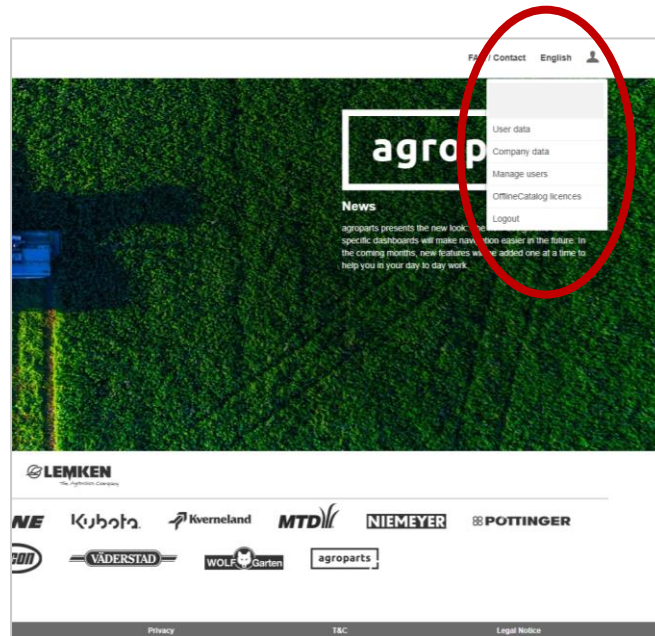 Contact English
agrop
User data
Company data
Manage users
OfflineCatalog licences
Logout
News
agroparts presents the new look:
specific dashboards will make navi tion easier in the future. In
the coming months, new features w be added one at a time to
help you in your day to day work.
LEMKEN
The Agrovision Company
NE Kubota Kverneland MTD NIEMEYER PÖTTINGER
VÄDERSTAD WOLF Garten agroparts
Privacy T&C Legal Notice